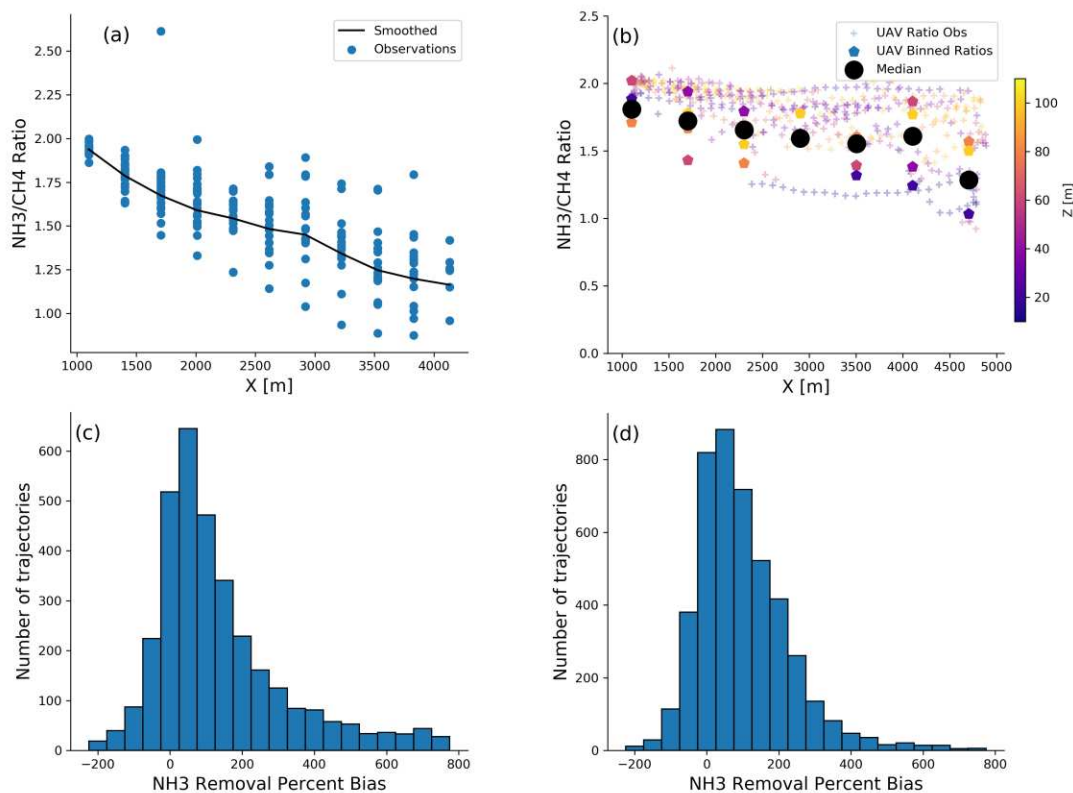 (a)
Smoothed
Observations
NH3/CH4 Ratio
2.50
2.25
2.00
1.75
1.50
1.25
1.00
1000 1500 2000 2500 3000 3500 4000
X [m]
(b)
UAV Ratio Obs
UAV Binned Ratios
Median
NH3/CH4 Ratio
2.5
2.0
1.5
1.0
0.5
0.0
1000 1500 2000 2500 3000 3500 4000 4500 5000
X [m]
100
80
60
40
20
Z [m]
(c)
Number of trajectories
600
500
400
300
200
100
0
−200 0 200 400 600 800
NH3 Removal Percent Bias
(d)
Number of trajectories
800
600
400
200
0
−200 0 200 400 600 800
NH3 Removal Percent Bias